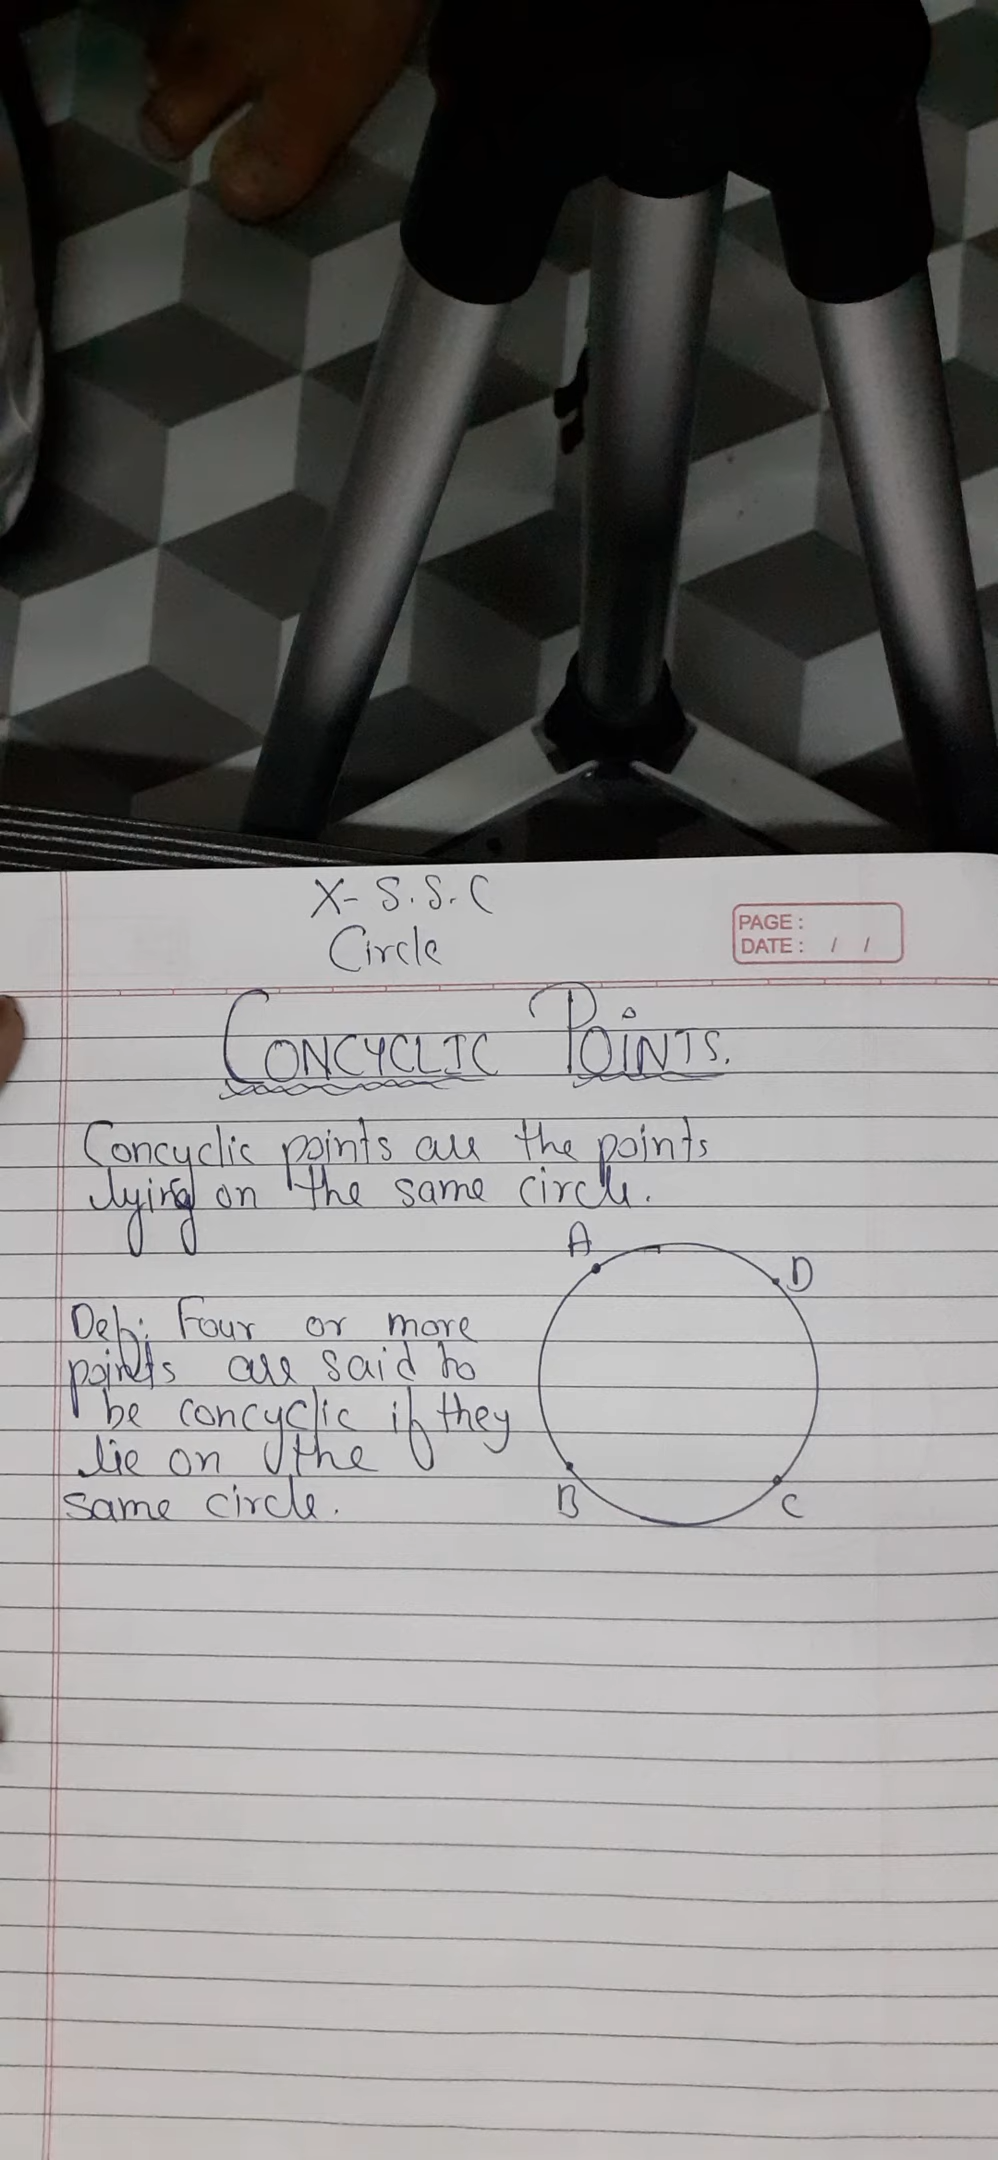 X- S.S.C
Circle
PAGE:
DATE: / /
CONCYCLIC POINTS.
Concyclic points are the points
lying on the same circle.
A
D
Def: Four or more
points are said to
be concyclic if they
lie on the
same circle.
B
C